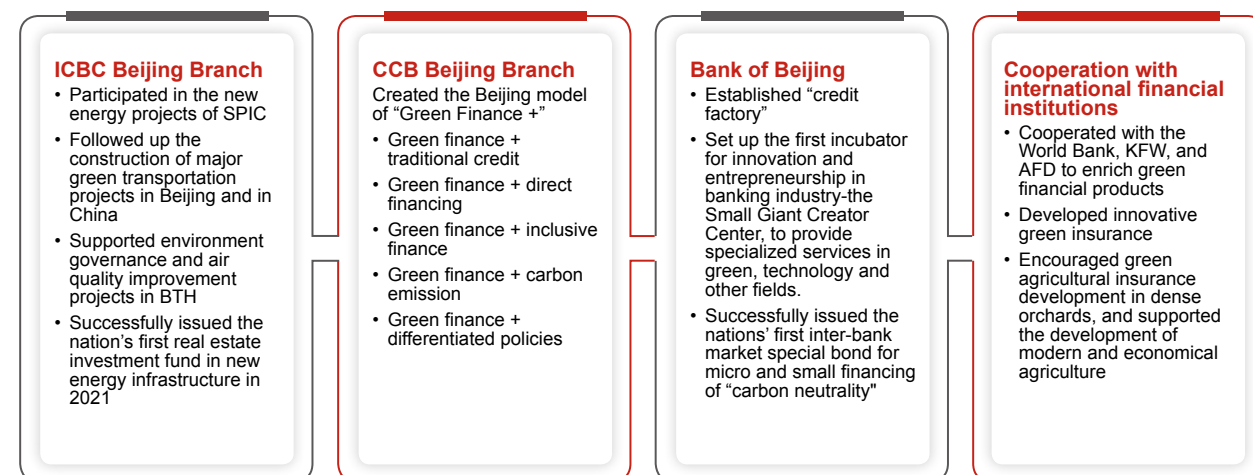 ICBC Beijing Branch
• Participated in the new
energy projects of SPIC
• Followed up the
construction of major
green transportation
projects in Beijing and in
China
• Supported environment
governance and air
quality improvement
projects in BTH
• Successfully issued the
nation's first real estate
investment fund in new
energy infrastructure in
2021
CCB Beijing Branch
Created the Beijing model
of “Green Finance +”
• Green finance +
traditional credit
• Green finance + direct
financing
• Green finance + inclusive
finance
• Green finance + carbon
emission
• Green finance +
differentiated policies
Bank of Beijing
• Established “credit
factory”
• Set up the first incubator
for innovation and
entrepreneurship in
banking industry-the
Small Giant Creator
Center, to provide
specialized services in
green, technology and
other fields.
• Successfully issued the
nations’ first inter-bank
market special bond for
micro and small financing
of “carbon neutrality"
Cooperation with
international financial
institutions
• Cooperated with the
World Bank, KFW, and
AFD to enrich green
financial products
• Developed innovative
green insurance
• Encouraged green
agricultural insurance
development in dense
orchards, and supported
the development of
modern and economical
agriculture